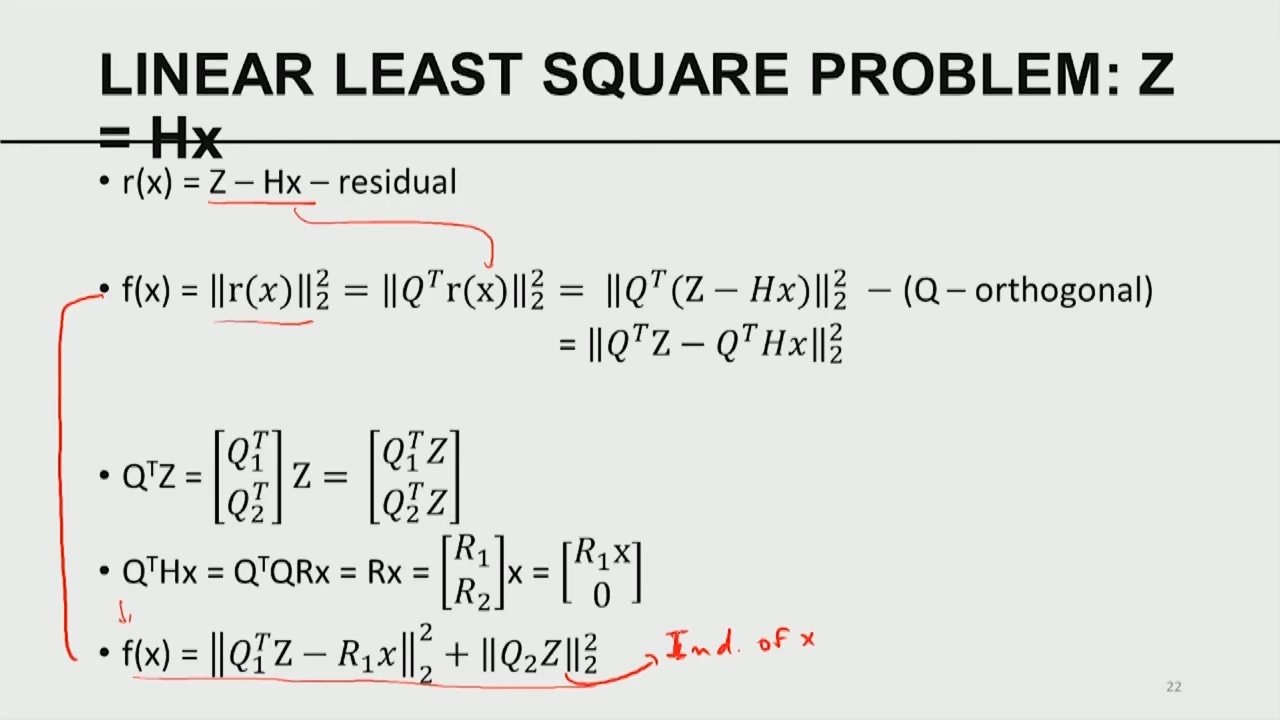 LINEAR LEAST SQUARE PROBLEM: Z
= Hx
• r(x) = Z – Hx – residual
• f(x) = ‖r(x)‖₂² = ‖Qᵀr(x)‖₂² = ‖Qᵀ(Z − Hx)‖₂² − (Q – orthogonal)
= ‖QᵀZ − QᵀHx‖₂²
• QᵀZ = [Q₁ᵀ; Q₂ᵀ] Z = [Q₁ᵀZ; Q₂ᵀZ]
• QᵀHx = QᵀQRx = Rx = [R₁; R₂]x = [R₁x; 0]
• f(x) = ‖Q₁ᵀZ − R₁x‖₂² + ‖Q₂Z‖₂² Ind. of x
22